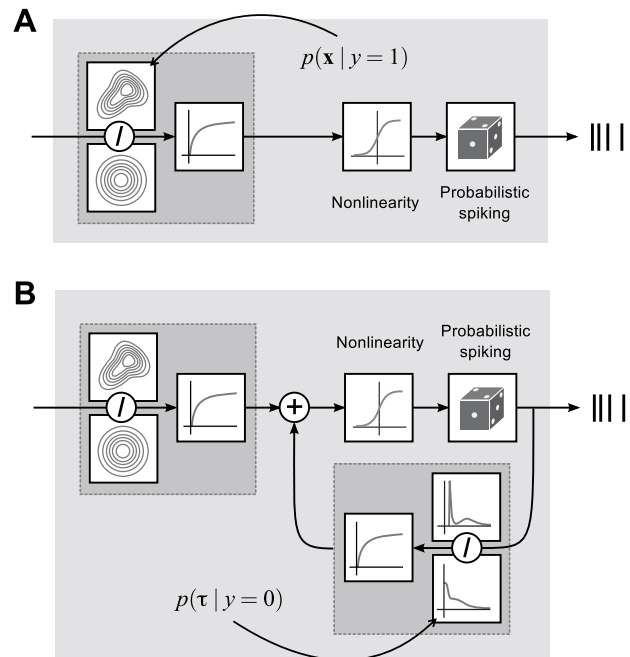 A
p(x | y = 1)
/
Nonlinearity
Probabilistic
spiking
B
Probabilistic
spiking
Nonlinearity
/
+
/
p(τ | y = 0)